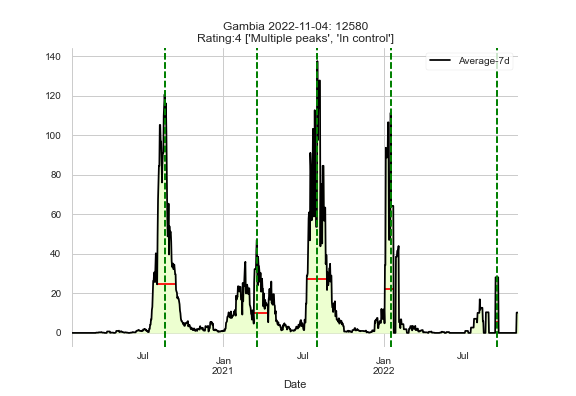 Gambia 2022-11-04: 12580
Rating:4 ['Multiple peaks', 'In control']
Average-7d
140
120
100
80
60
40
20
0
Jul
Jan
2021
Jul
Jan
2022
Jul
Date